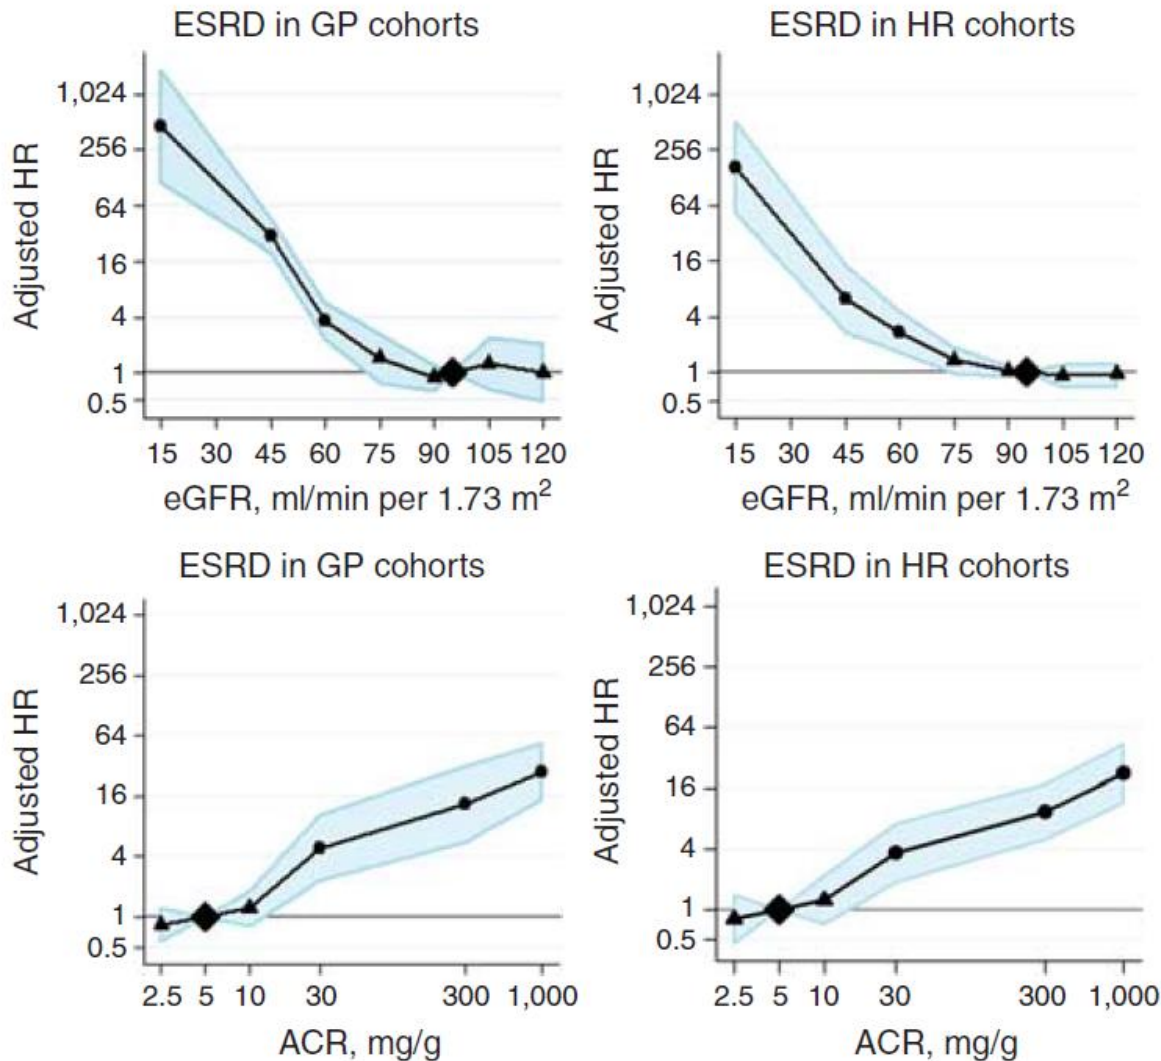 ESRD in GP cohorts
Adjusted HR
1,024
256
64
16
4
1
0.5
15 30 45 60 75 90 105 120
eGFR, ml/min per 1.73 m²
ESRD in HR cohorts
Adjusted HR
1,024
256
64
16
4
1
0.5
15 30 45 60 75 90 105 120
eGFR, ml/min per 1.73 m²
ESRD in GP cohorts
Adjusted HR
1,024
256
64
16
4
1
0.5
2.5 5 10 30 300 1,000
ACR, mg/g
ESRD in HR cohorts
Adjusted HR
1,024
256
64
16
4
1
0.5
2.5 5 10 30 300 1,000
ACR, mg/g